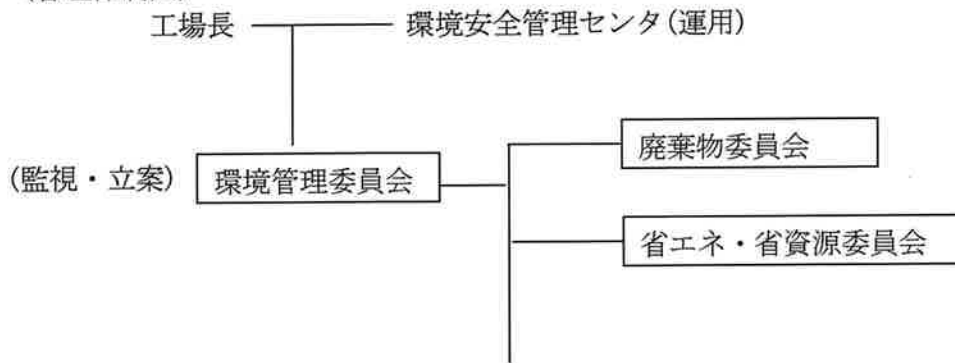 工場長
環境安全管理センタ(運用)
廃棄物委員会
(監視・立案)
環境管理委員会
省エネ・省資源委員会